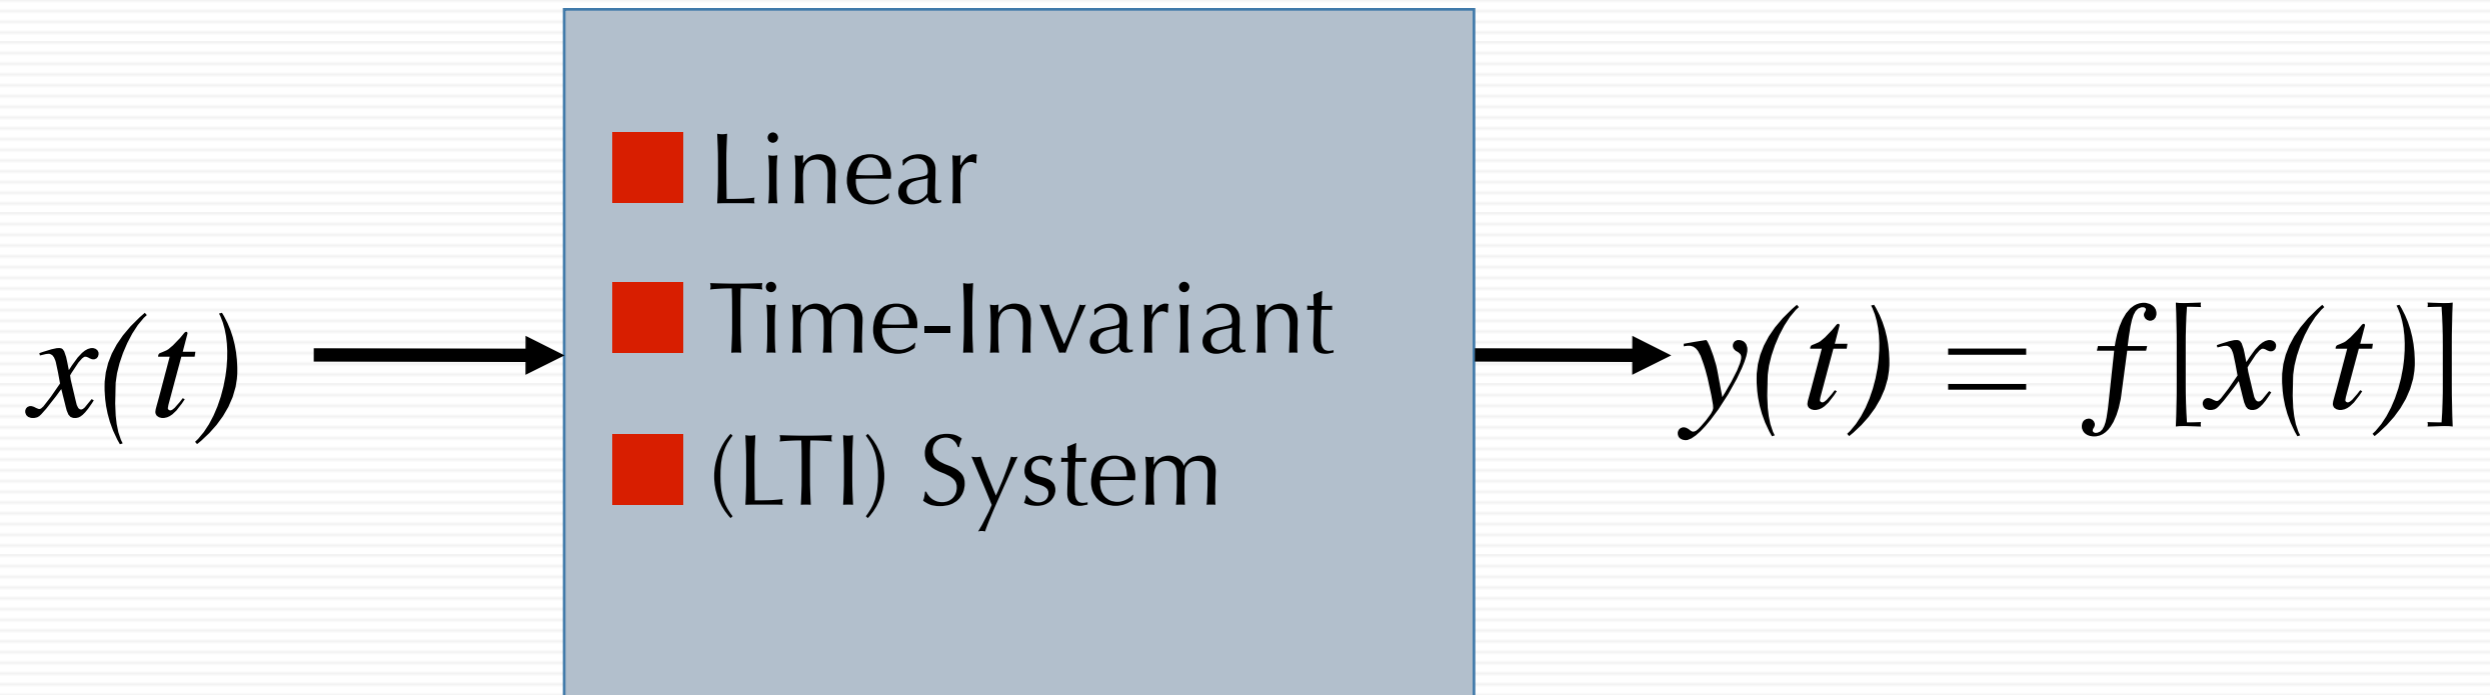 x(t)
Linear
Time-Invariant
(LTI) System
y(t) = f[x(t)]